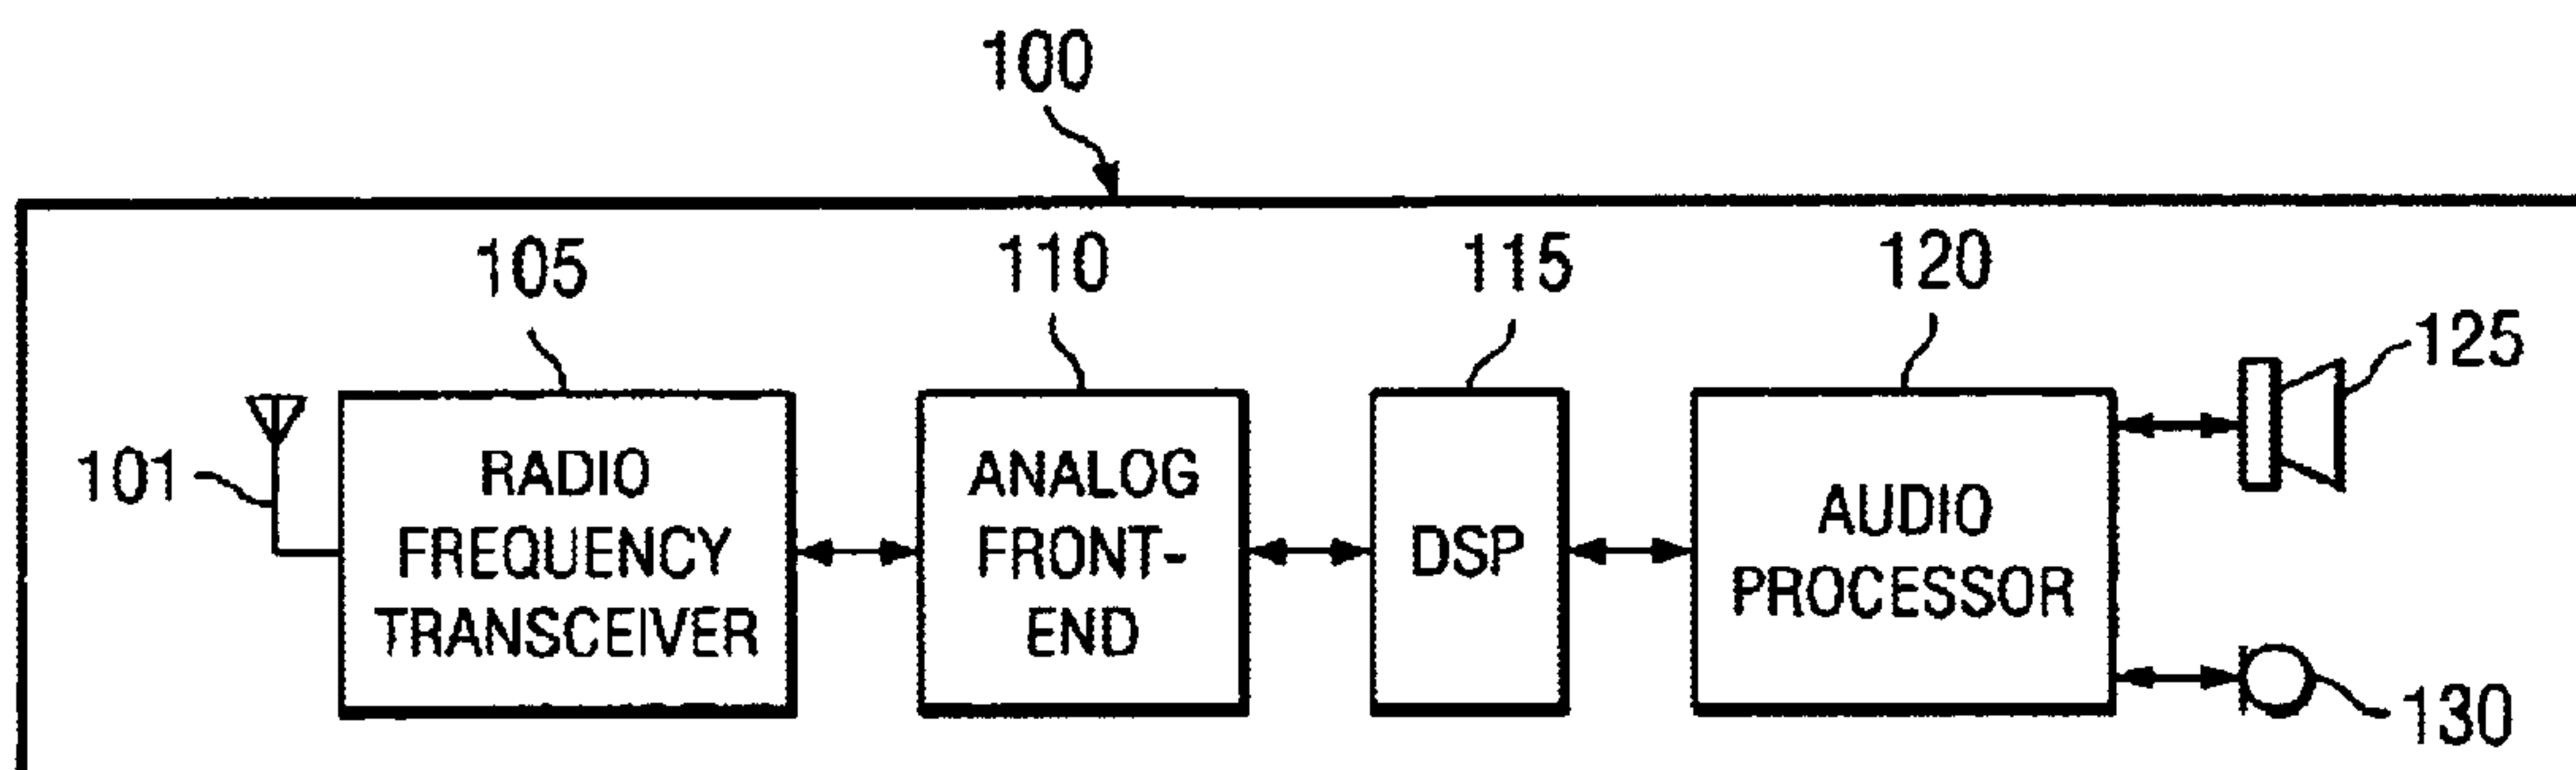 100
105
110
115
120
125
101
RADIO
FREQUENCY
TRANSCEIVER
ANALOG
FRONT-
END
DSP
AUDIO
PROCESSOR
130